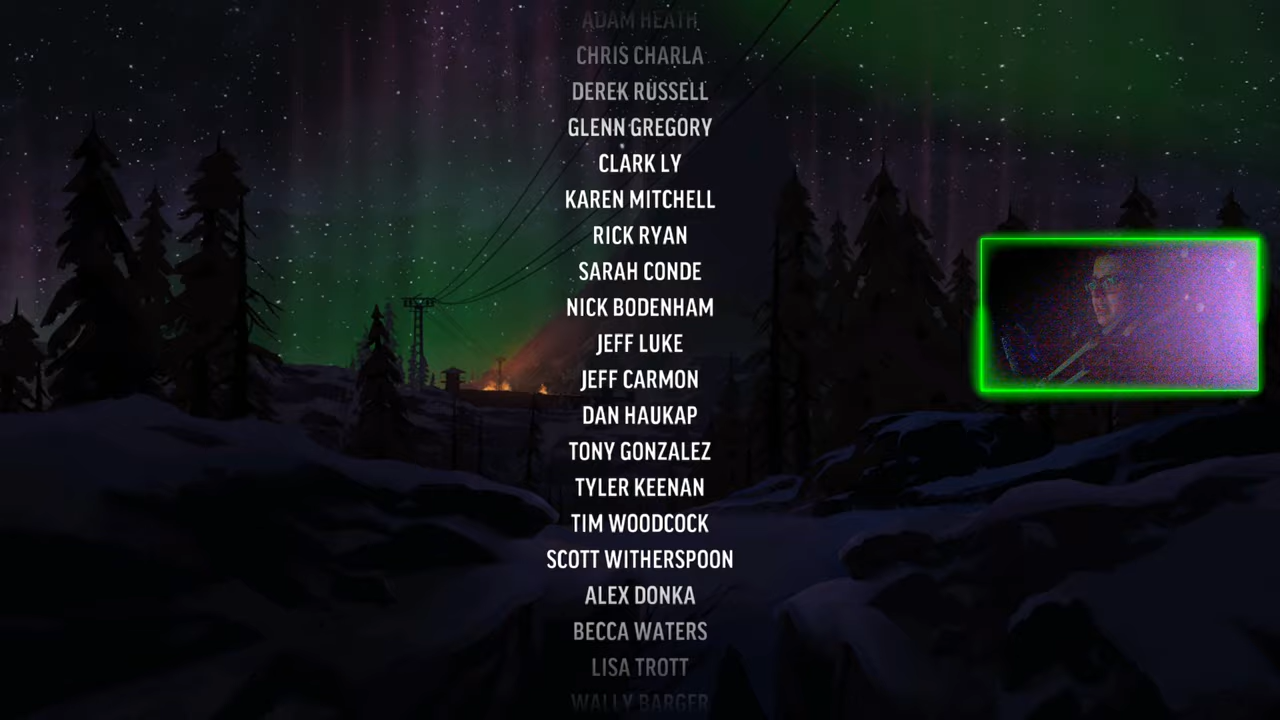 ADAM HEATH
CHRIS CHARLA
DEREK RUSSELL
GLENN GREGORY
CLARK LY
KAREN MITCHELL
RICK RYAN
SARAH CONDE
NICK BODENHAM
JEFF LUKE
JEFF CARMON
DAN HAUKAP
TONY GONZALEZ
TYLER KEENAN
TIM WOODCOCK
SCOTT WITHERSPOON
ALEX DONKA
BECCA WATERS
LISA TROTT
WALLY BARGER